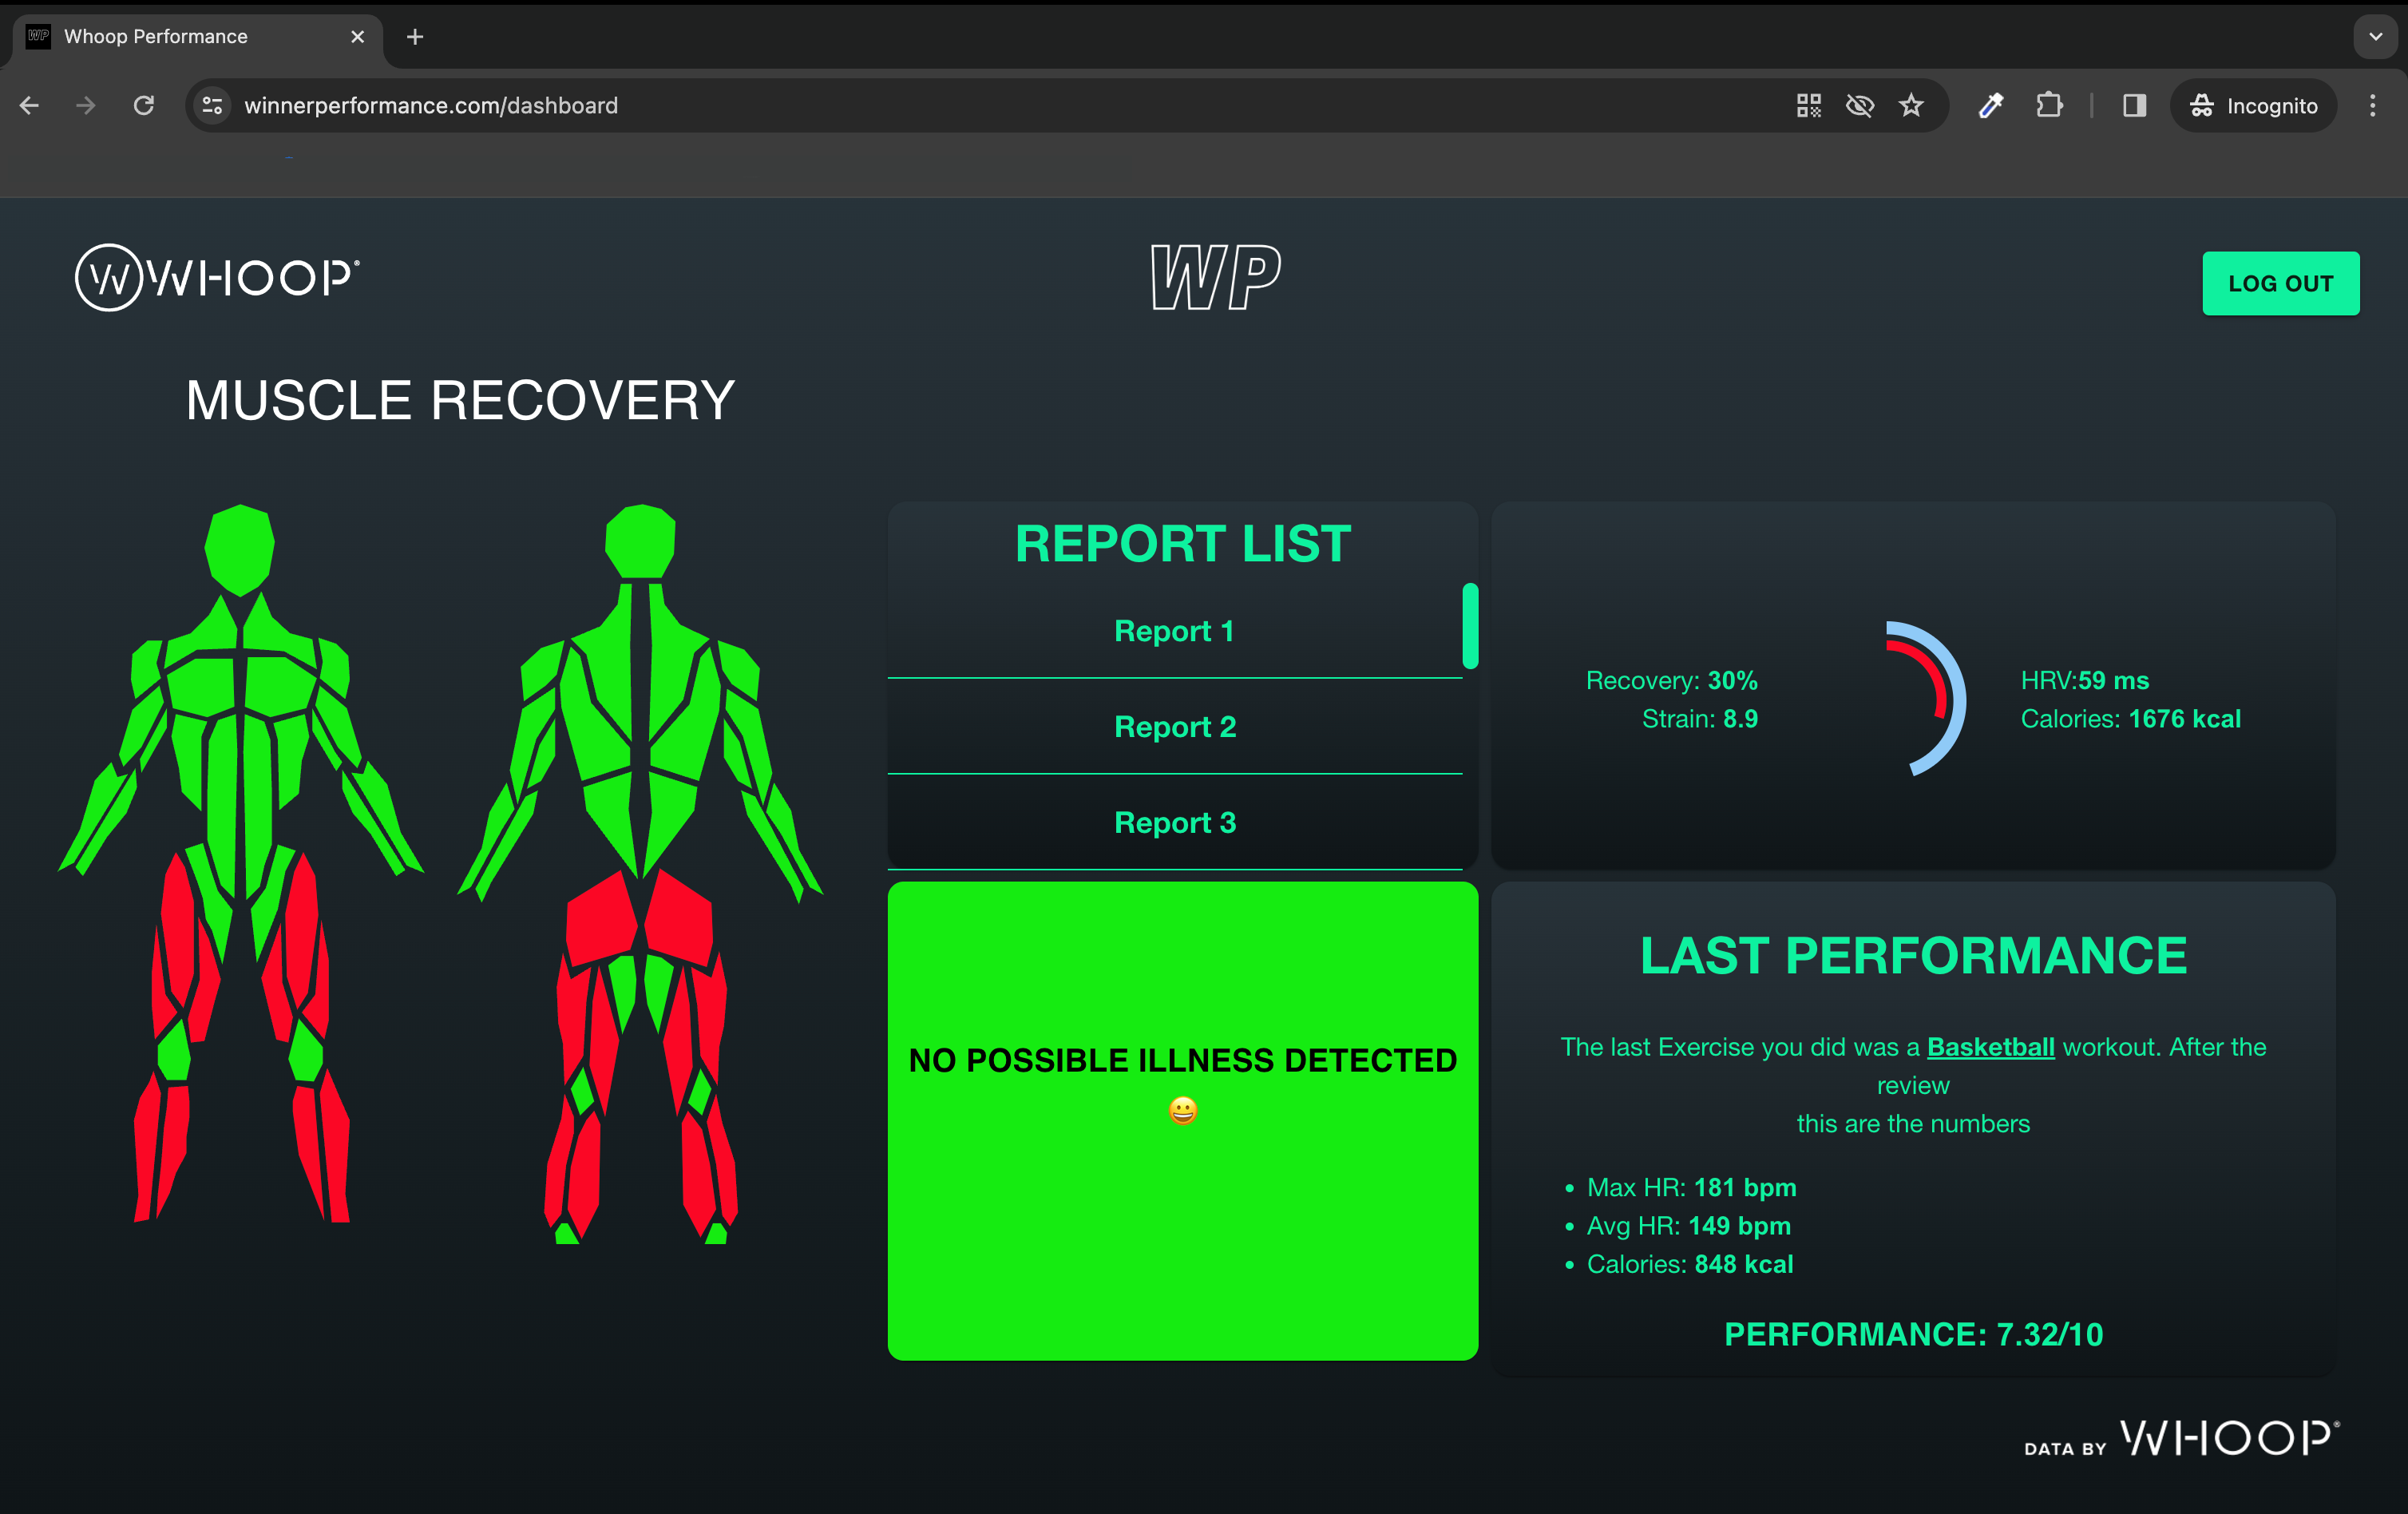 WP Whoop Performance
winnerperformance.com/dashboard
Incognito
W WHOOP®
WP
LOG OUT
MUSCLE RECOVERY
REPORT LIST
Report 1
Report 2
Report 3
Recovery: 30%
Strain: 8.9
HRV:59 ms
Calories: 1676 kcal
NO POSSIBLE ILLNESS DETECTED
😀
LAST PERFORMANCE
The last Exercise you did was a Basketball workout. After the
review
this are the numbers
• Max HR: 181 bpm
• Avg HR: 149 bpm
• Calories: 848 kcal
PERFORMANCE: 7.32/10
DATA BY WHOOP®